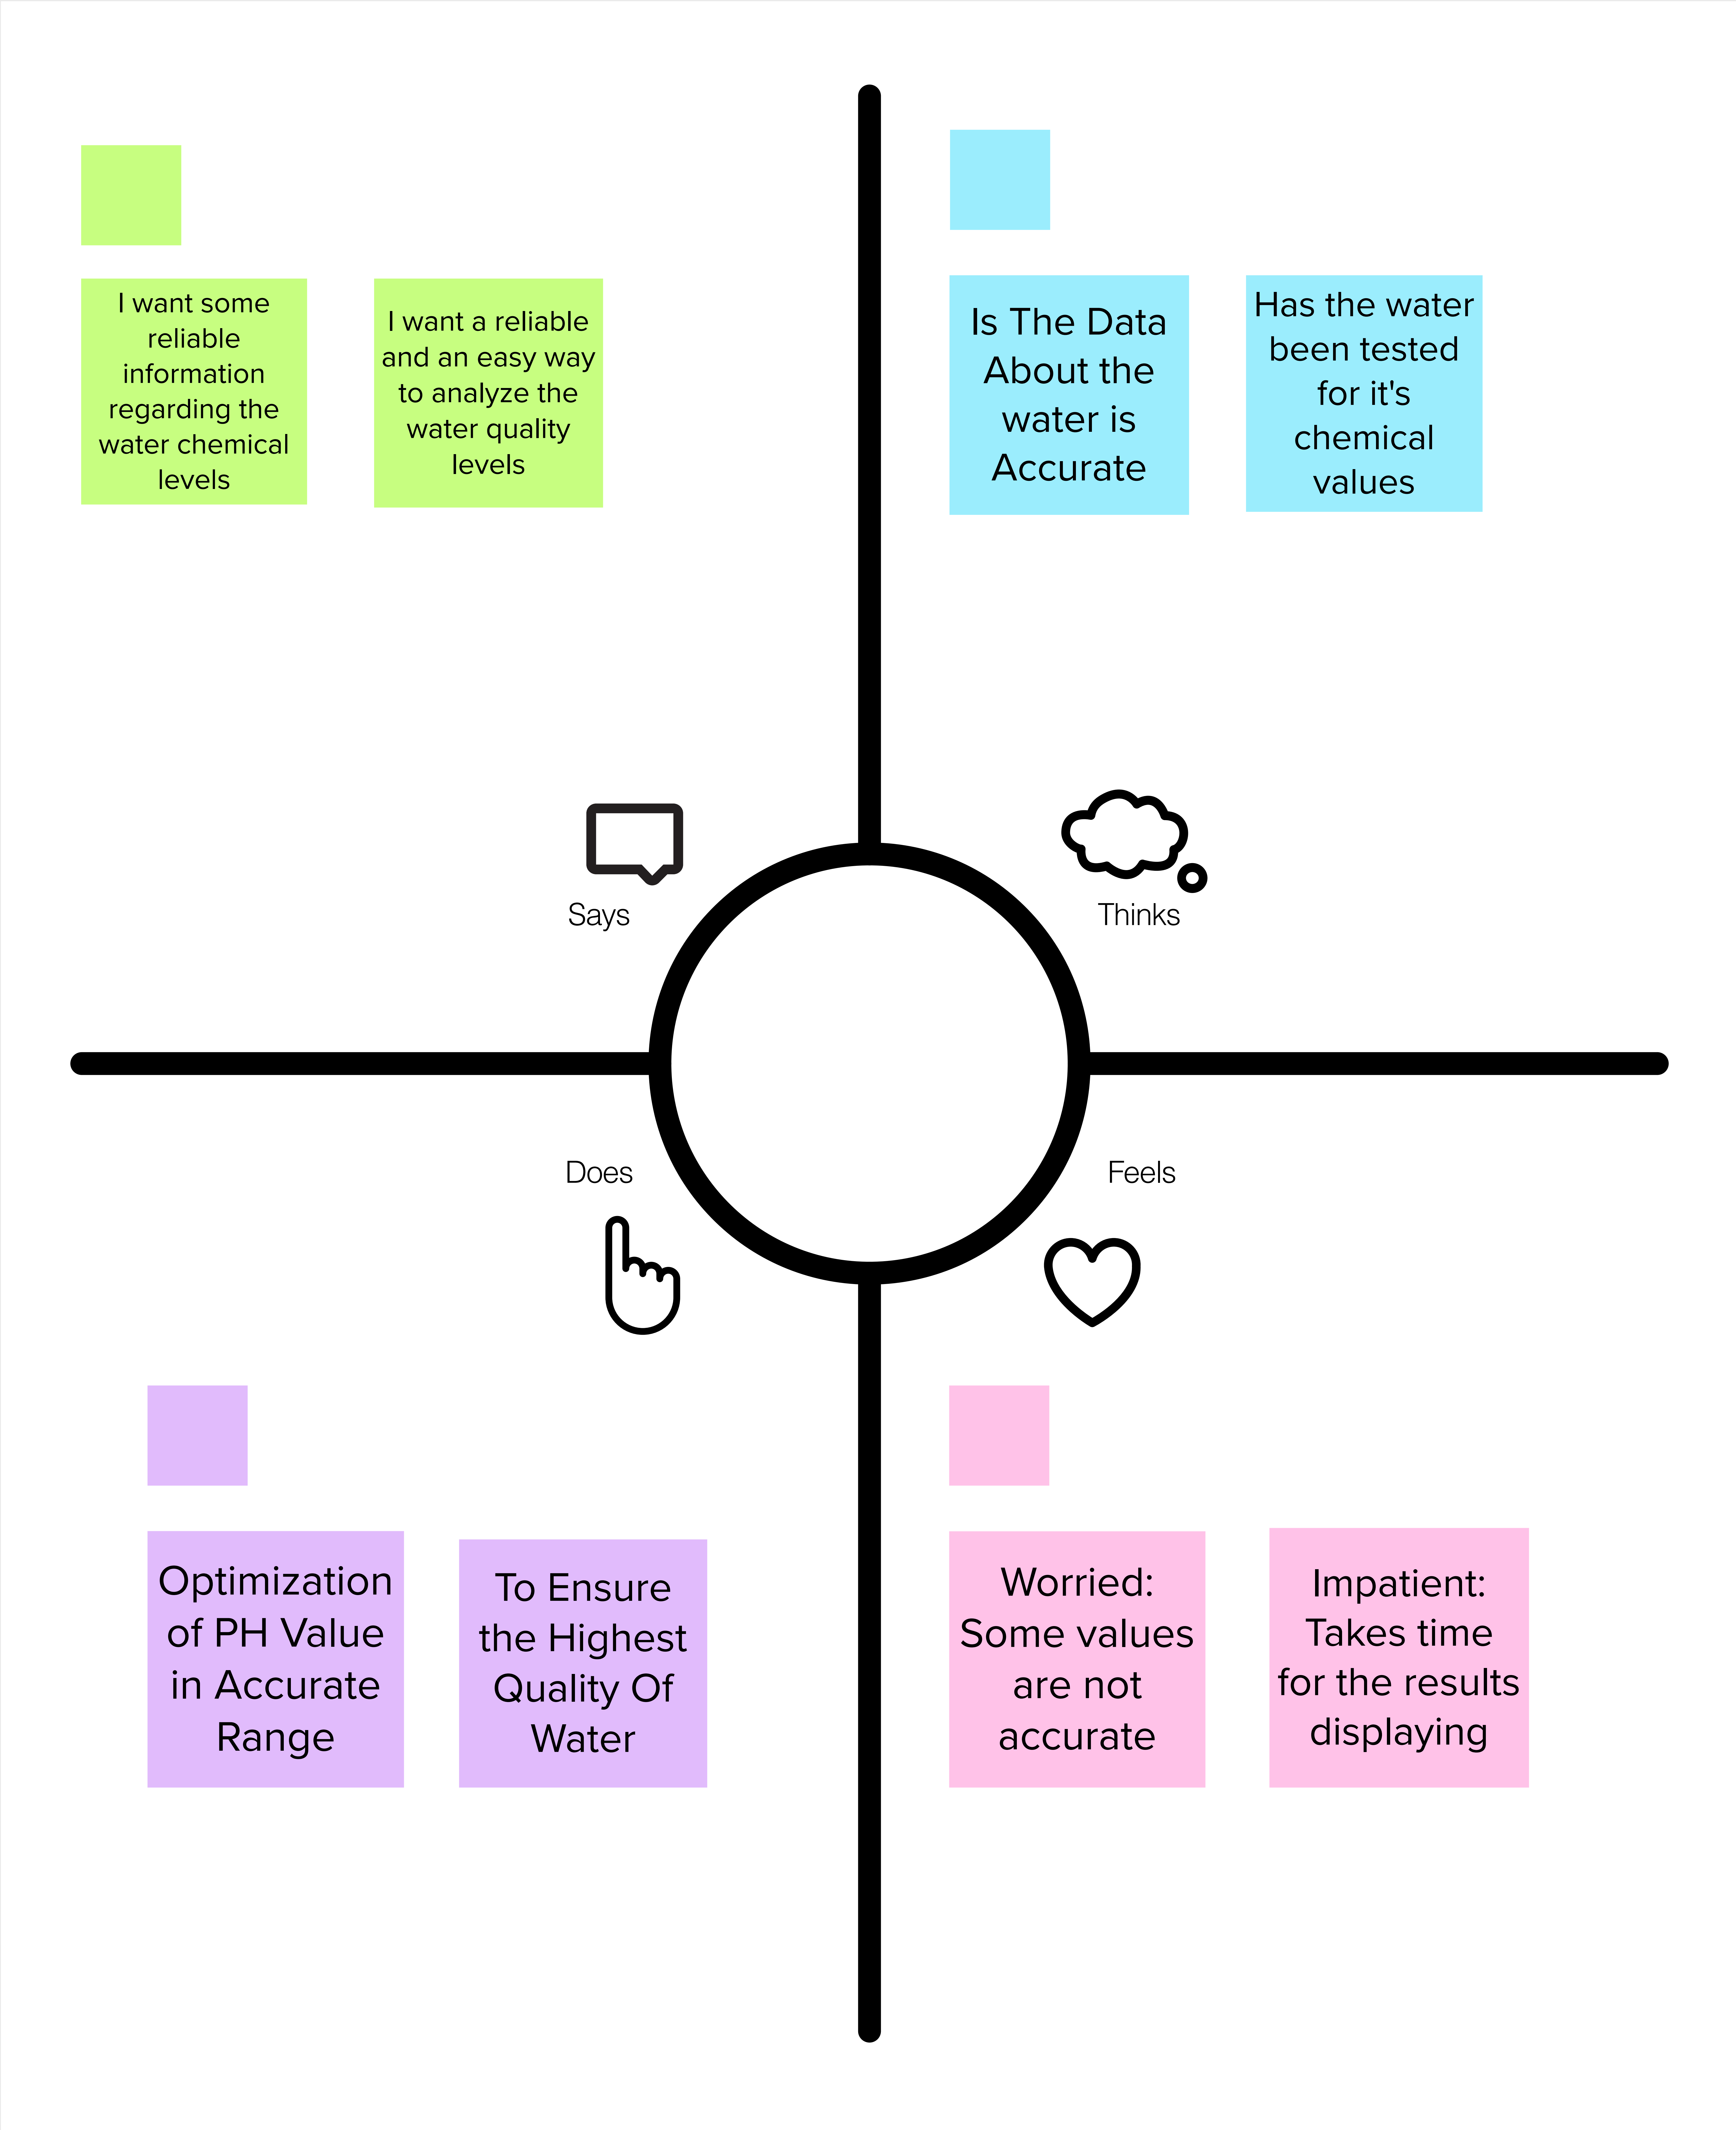 I want some
reliable
information
regarding the
water chemical
levels
I want a reliable
and an easy way
to analyze the
water quality
levels
Is The Data
About the
water is
Accurate
Has the water
been tested
for it's
chemical
values
Says
Thinks
Does
Feels
Optimization
of PH Value
in Accurate
Range
To Ensure
the Highest
Quality Of
Water
Worried:
Some values
are not
accurate
Impatient:
Takes time
for the results
displaying